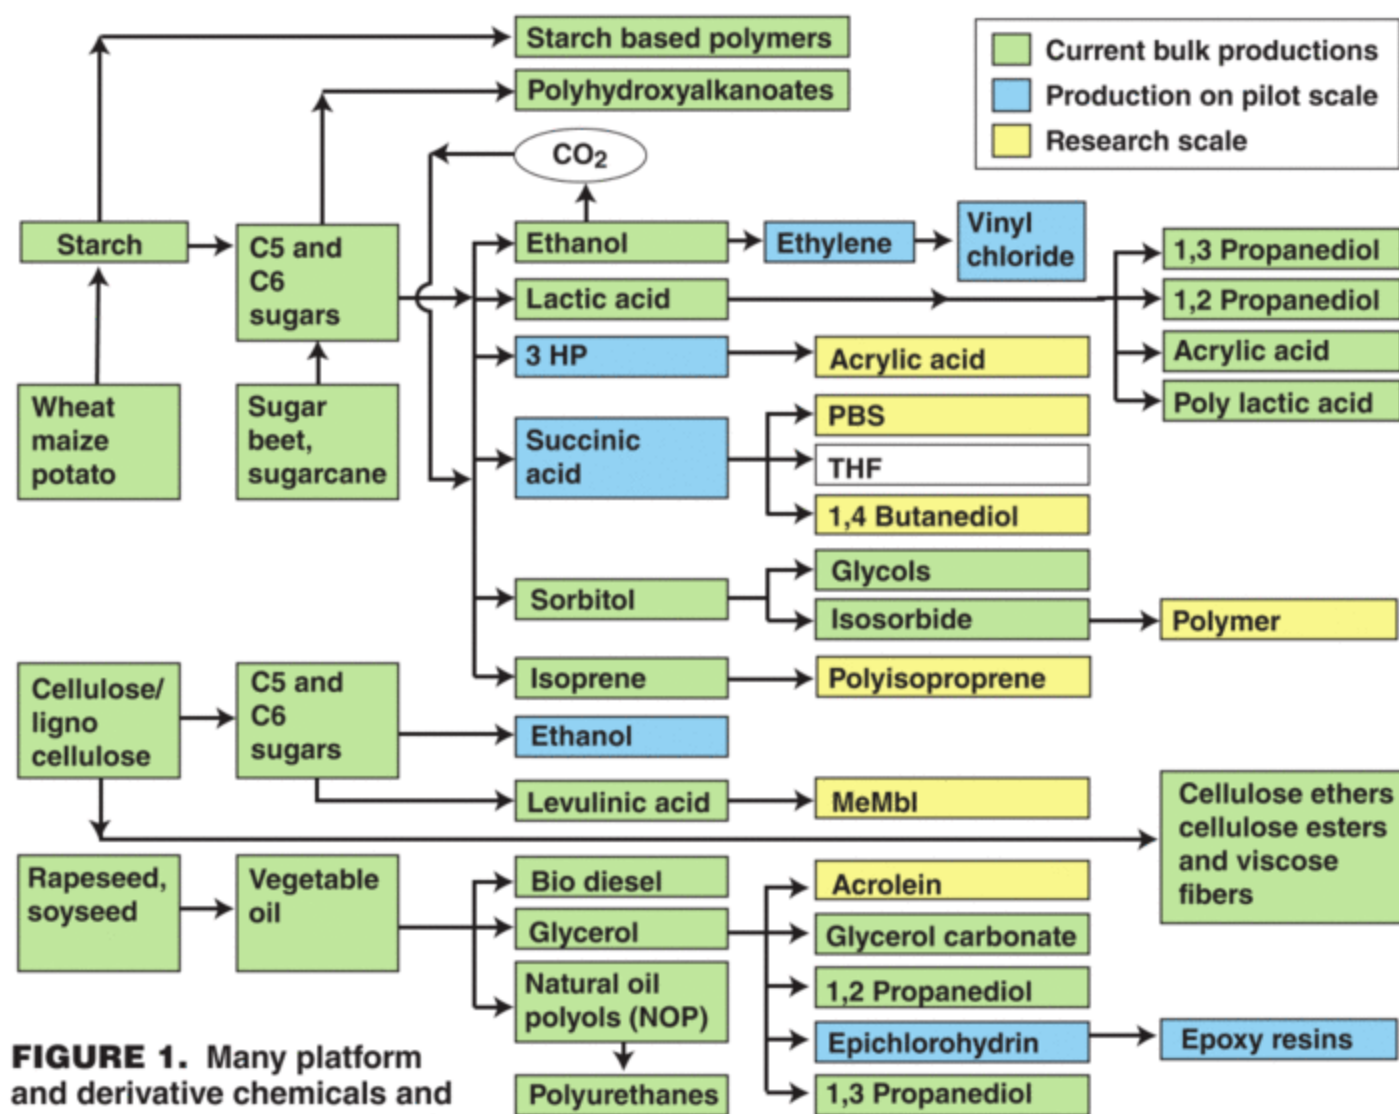 Starch based polymers
Polyhydroxyalkanoates
CO2
Current bulk productions
Production on pilot scale
Research scale
Starch
C5 and
C6
sugars
Wheat
maize
potato
Sugar
beet,
sugarcane
Ethanol
Ethylene
Vinyl
chloride
Lactic acid
1,3 Propanediol
1,2 Propanediol
Acrylic acid
Poly lactic acid
3 HP
Acrylic acid
Succinic
acid
PBS
THF
1,4 Butanediol
Sorbitol
Glycols
Isosorbide
Polymer
Isoprene
Polyisoproprene
Cellulose/
ligno
cellulose
C5 and
C6
sugars
Ethanol
Levulinic acid
MeMbl
Cellulose ethers
cellulose esters
and viscose
fibers
Rapeseed,
soyseed
Vegetable
oil
Bio diesel
Glycerol
Natural oil
polyols (NOP)
Polyurethanes
Acrolein
Glycerol carbonate
1,2 Propanediol
Epichlorohydrin
Epoxy resins
1,3 Propanediol
FIGURE 1. Many platform
and derivative chemicals and